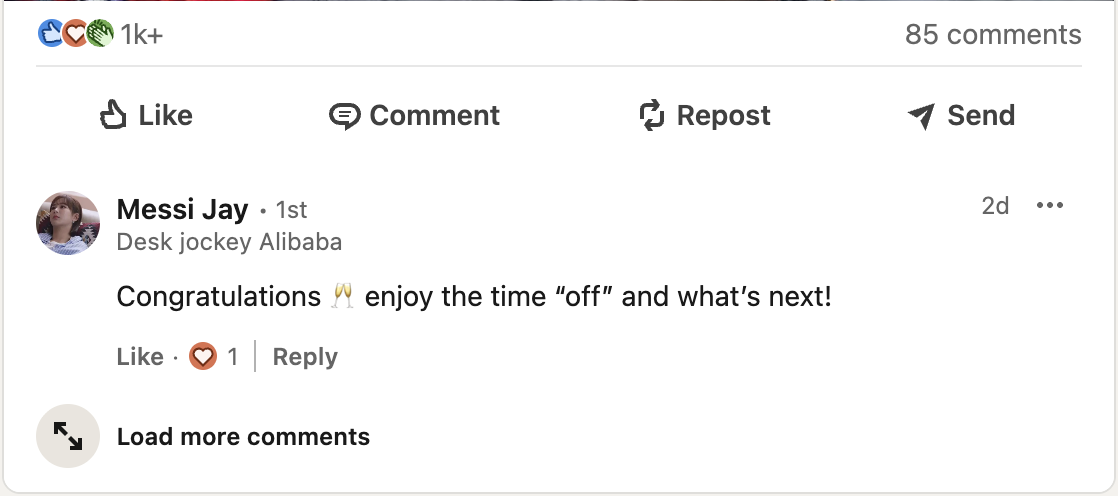 1k+ 85 comments
Like Comment Repost Send
Messi Jay • 1st 2d
Desk jockey Alibaba
Congratulations 🥂 enjoy the time “off” and what’s next!
Like · 1 | Reply
Load more comments